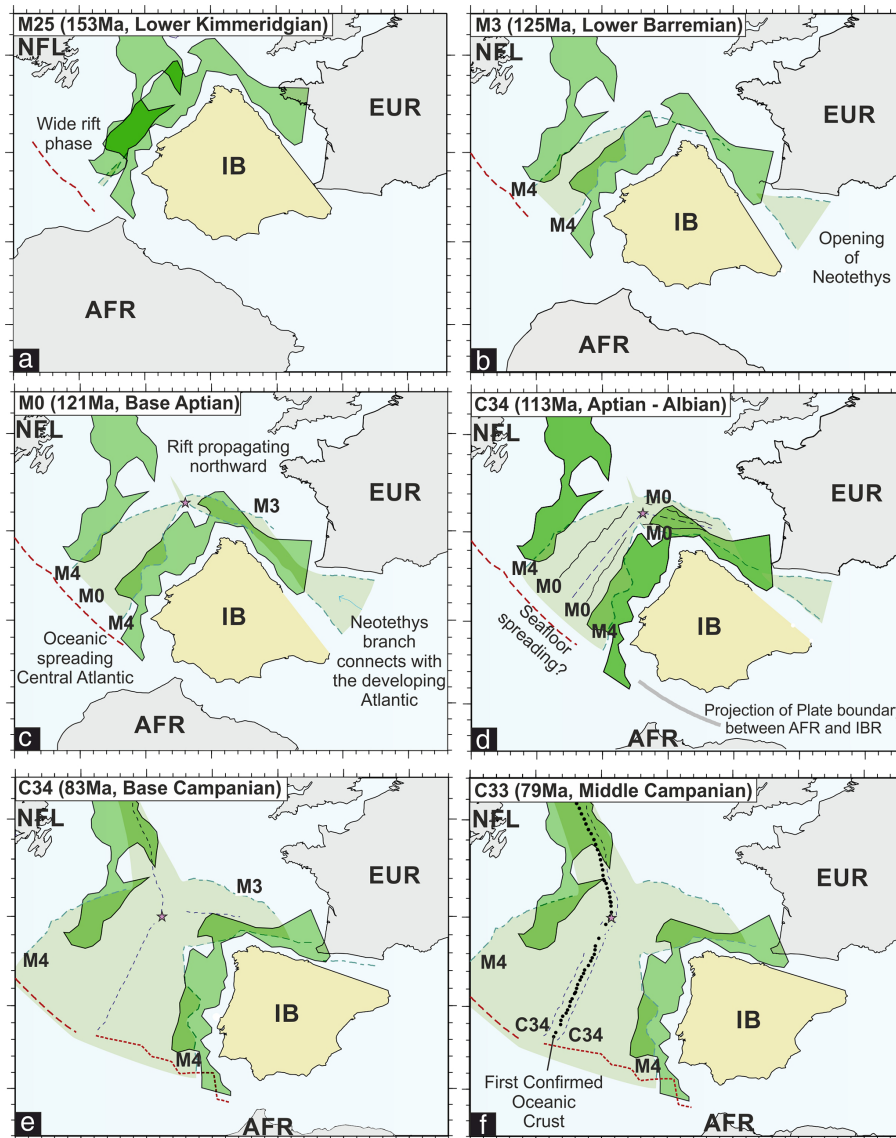 M25 (153Ma, Lower Kimmeridgian)
NFL
EUR
Wide rift
phase
IB
AFR
a
M3 (125Ma, Lower Barremian)
NFL
EUR
M4
M4
IB
Opening
of
Neotethys
AFR
b
M0 (121Ma, Base Aptian)
NFL
Rift propagating
northward
EUR
M3
M4
M0
M4
IB
Oceanic
spreading
Central Atlantic
Neotethys
branch
connects with
the developing
Atlantic
AFR
c
C34 (113Ma, Aptian - Albian)
NFL
EUR
M0
M0
M4
M0
M0
M4
IB
Seafloor
spreading?
Projection of Plate boundar
between AFR and IBR
AFR
d
C34 (83Ma, Base Campanian)
NFL
EUR
M3
M4
IB
M4
AFR
e
C33 (79Ma, Middle Campanian)
NFL
EUR
M4
IB
C34
C34
M4
First Confirmed
Oceanic
Crust
AFR
f